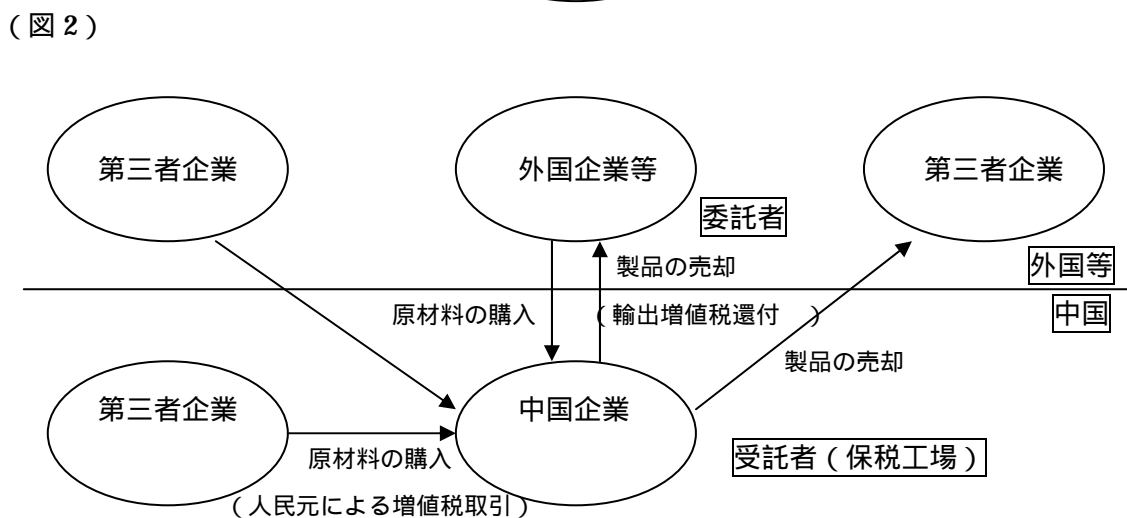 （図2）
第三者企業
外国企業等
第三者企業
委託者
製品の売却
外国等
原材料の購入
（輸出増値税還付　）
中国
製品の売却
第三者企業
中国企業
原材料の購入
受託者（保税工場）
（人民元による増値税取引）